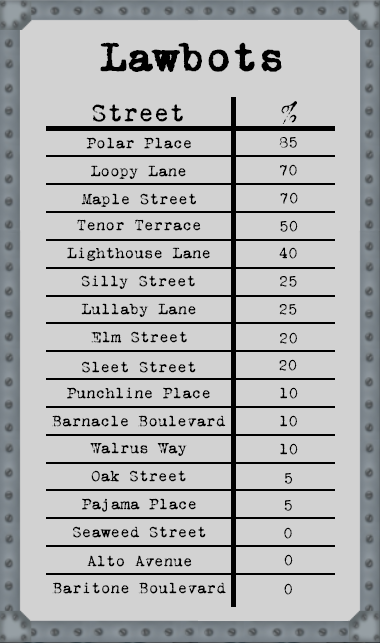 Lawbots
Street %
Polar Place 85
Loopy Lane 70
Maple Street 70
Tenor Terrace 50
Lighthouse Lane 40
Silly Street 25
Lullaby Lane 25
Elm Street 20
Sleet Street 20
Punchline Place 10
Barnacle Boulevard 10
Walrus Way 10
Oak Street 5
Pajama Place 5
Seaweed Street 0
Alto Avenue 0
Baritone Boulevard 0